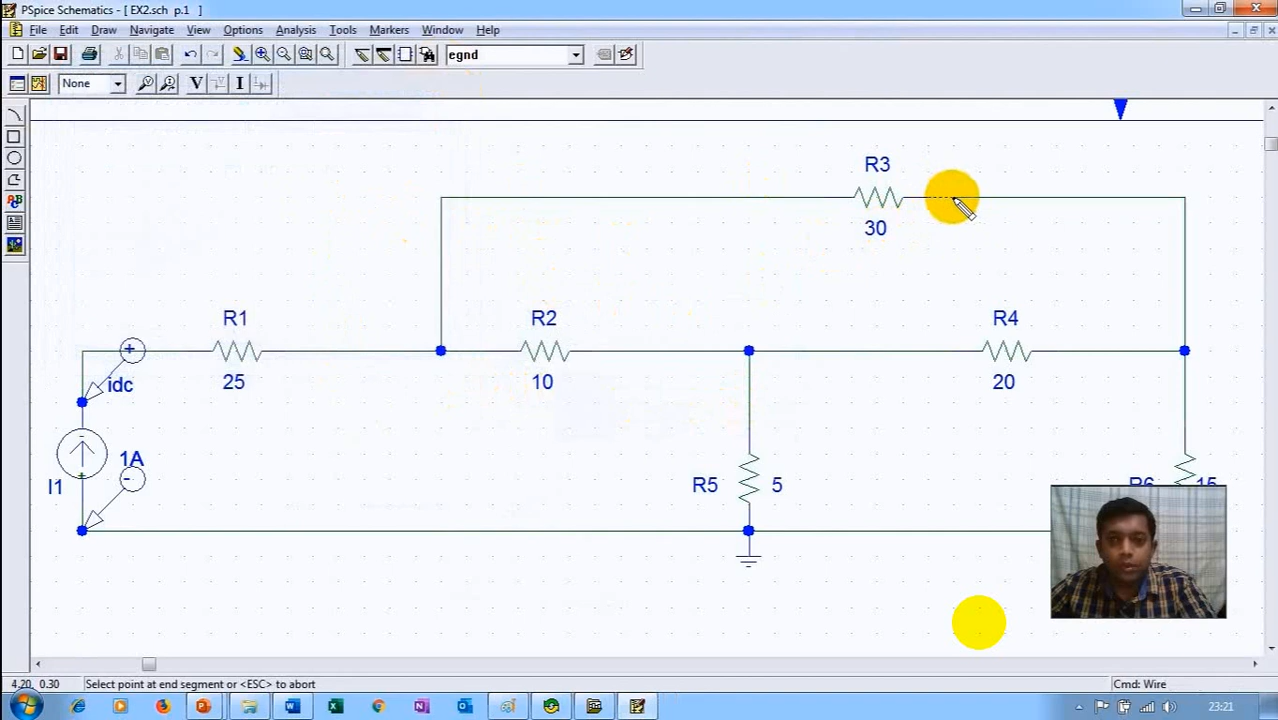 PSpice Schematics - [ EX2.sch p.1 ]
File Edit Draw Navigate View Options Analysis Tools Markers Window Help
egnd
None V I
R3
30
R1 R2 R4
25 10 20
+
idc
1A
-
I1
R5 5 R6 15
4.20, 0.30 Select point at end segment or <ESC> to abort Cmd: Wire
23:21